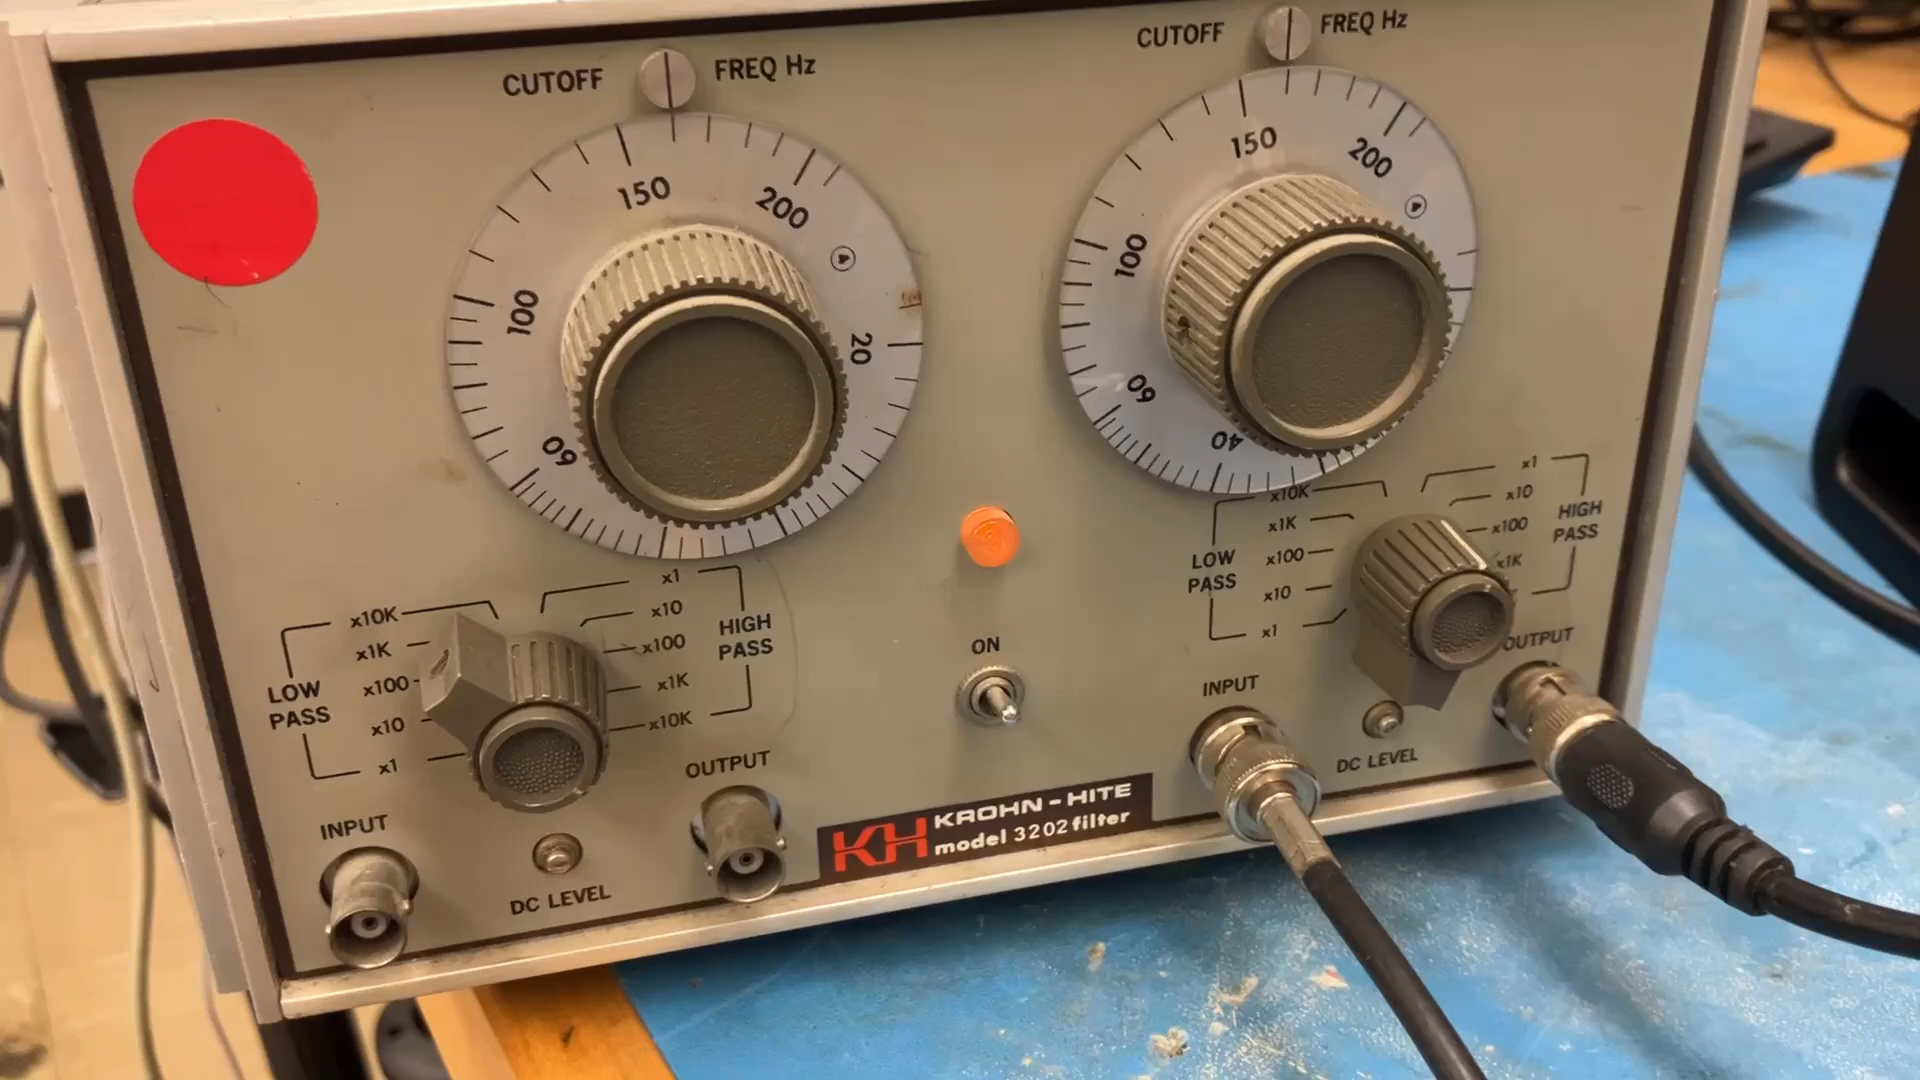 CUTOFF FREQ Hz
CUTOFF FREQ Hz
150
200
100
20
60
150
200
100
60
40
x10K
x1K
x100
x10
x1
LOW
PASS
x1
x10
x100
x1K
x10K
HIGH
PASS
ON
x10K
x1K
x100
x10
x1
LOW
PASS
x1
x10
x100
x1K
HIGH
PASS
INPUT
DC LEVEL
OUTPUT
INPUT
DC LEVEL
OUTPUT
KH KROHN-HITE
model 3202 filter